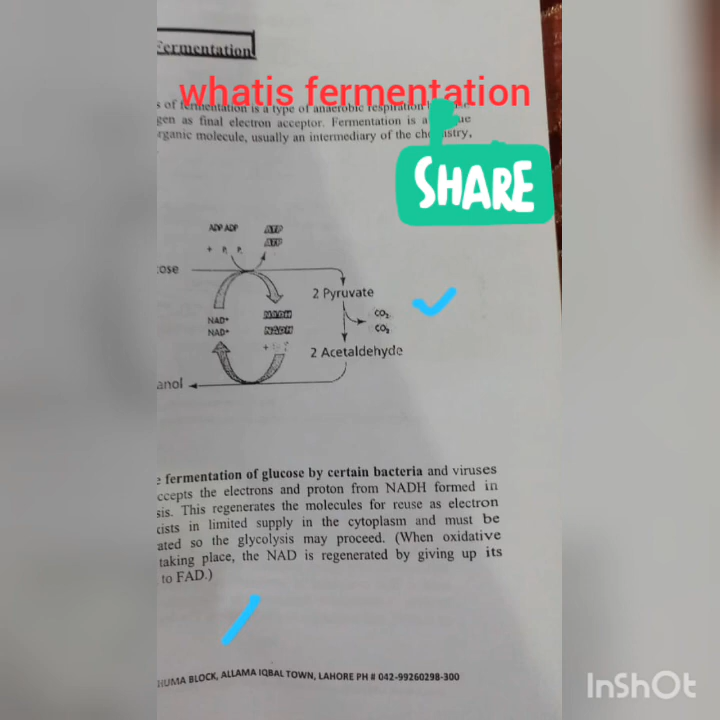 Fermentation
whatis fermentation
s of fermentation is a type of anaerobic respiration
gen as final electron acceptor. Fermentation is a
rganic molecule, usually an intermediary of the
SHARE
ADP ADP ATP
ATP
+ Pi Pi
cose
2 Pyruvate
NAD+ NADH CO2
NAD+ NADH CO2
2 Acetaldehyde
anol
e fermentation of glucose by certain bacteria and viruses
ccepts the electrons and proton from NADH formed in
sis. This regenerates the molecules for reuse as electron
xists in limited supply in the cytoplasm and must be
ated so the glycolysis may proceed. (When oxidative
taking place, the NAD is regenerated by giving up its
to FAD.)
HUMA BLOCK, ALLAMA IQBAL TOWN, LAHORE PH # 042-99260298-300
InShOt